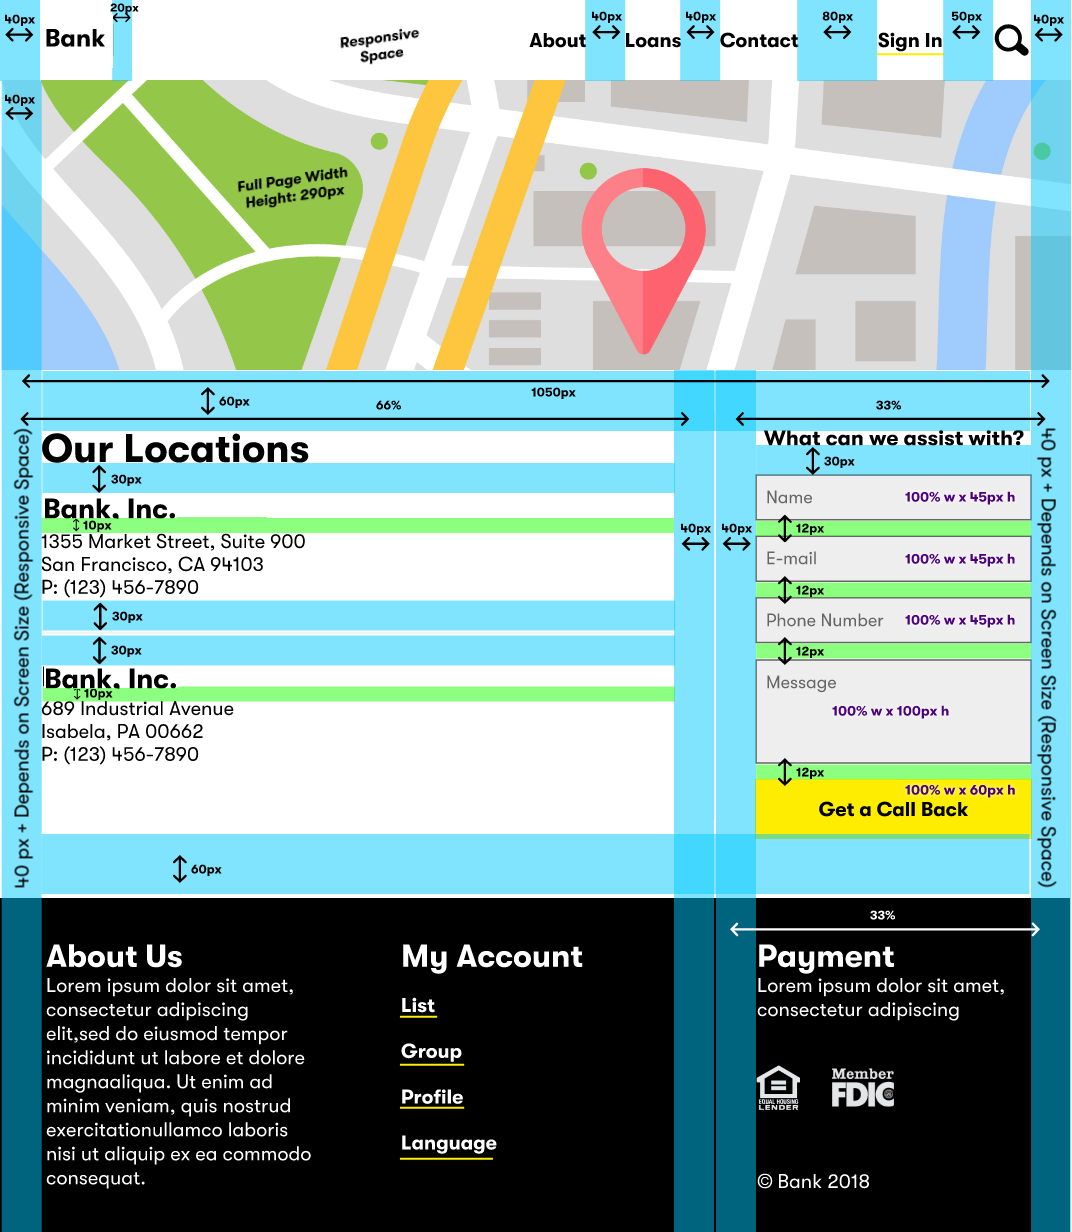 40px
Bank
20px
Responsive
Space
About
40px
Loans
40px
Contact
80px
Sign In
50px
40px
40px
Full Page Width
Height: 290px
1050px
60px
66%
33%
40 px + Depends on Screen Size (Responsive Space)
Our Locations
30px
Bank, Inc.
10px
1355 Market Street, Suite 900
San Francisco, CA 94103
P: (123) 456-7890
30px
30px
Bank, Inc.
10px
689 Industrial Avenue
Isabela, PA 00662
P: (123) 456-7890
60px
40px
40px
What can we assist with?
30px
Name
100% w x 45px h
12px
E-mail
100% w x 45px h
12px
Phone Number
100% w x 45px h
12px
Message
100% w x 100px h
12px
100% w x 60px h
Get a Call Back
40 px + Depends on Screen Size (Responsive Space)
About Us
Lorem ipsum dolor sit amet,
consectetur adipiscing
elit,sed do eiusmod tempor
incididunt ut labore et dolore
magnaaliqua. Ut enim ad
minim veniam, quis nostrud
exercitationullamco laboris
nisi ut aliquip ex ea commodo
consequat.
My Account
List
Group
Profile
Language
33%
Payment
Lorem ipsum dolor sit amet,
consectetur adipiscing
EQUAL HOUSING
LENDER
Member
FDIC
© Bank 2018